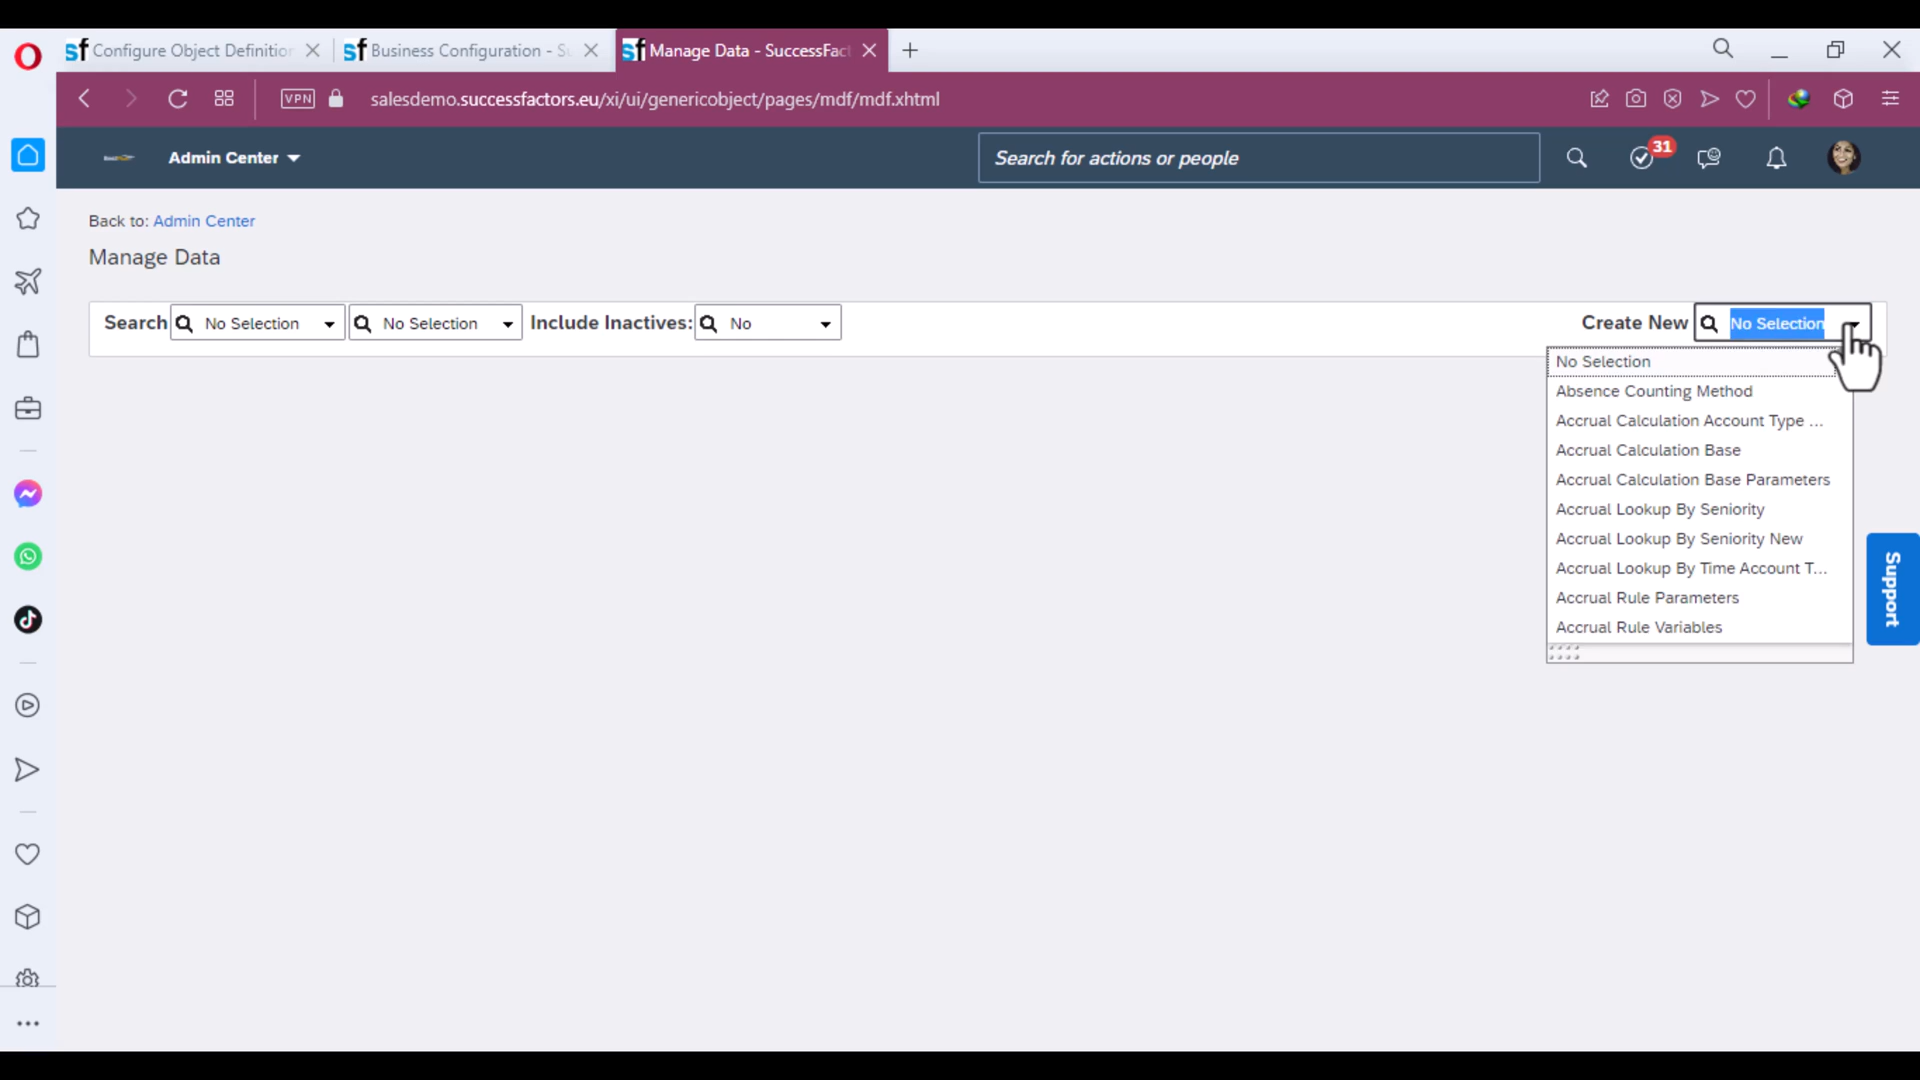 Configure Object Definition
Business Configuration - Su
Manage Data - SuccessFact
VPN
salesdemo.successfactors.eu/xi/ui/genericobject/pages/mdf/mdf.xhtml
Admin Center
Search for actions or people
31
Back to: Admin Center
Manage Data
Search No Selection No Selection Include Inactives: No
Create New No Selection
No Selection
Absence Counting Method
Accrual Calculation Account Type ...
Accrual Calculation Base
Accrual Calculation Base Parameters
Accrual Lookup By Seniority
Accrual Lookup By Seniority New
Accrual Lookup By Time Account T...
Accrual Rule Parameters
Accrual Rule Variables
Support